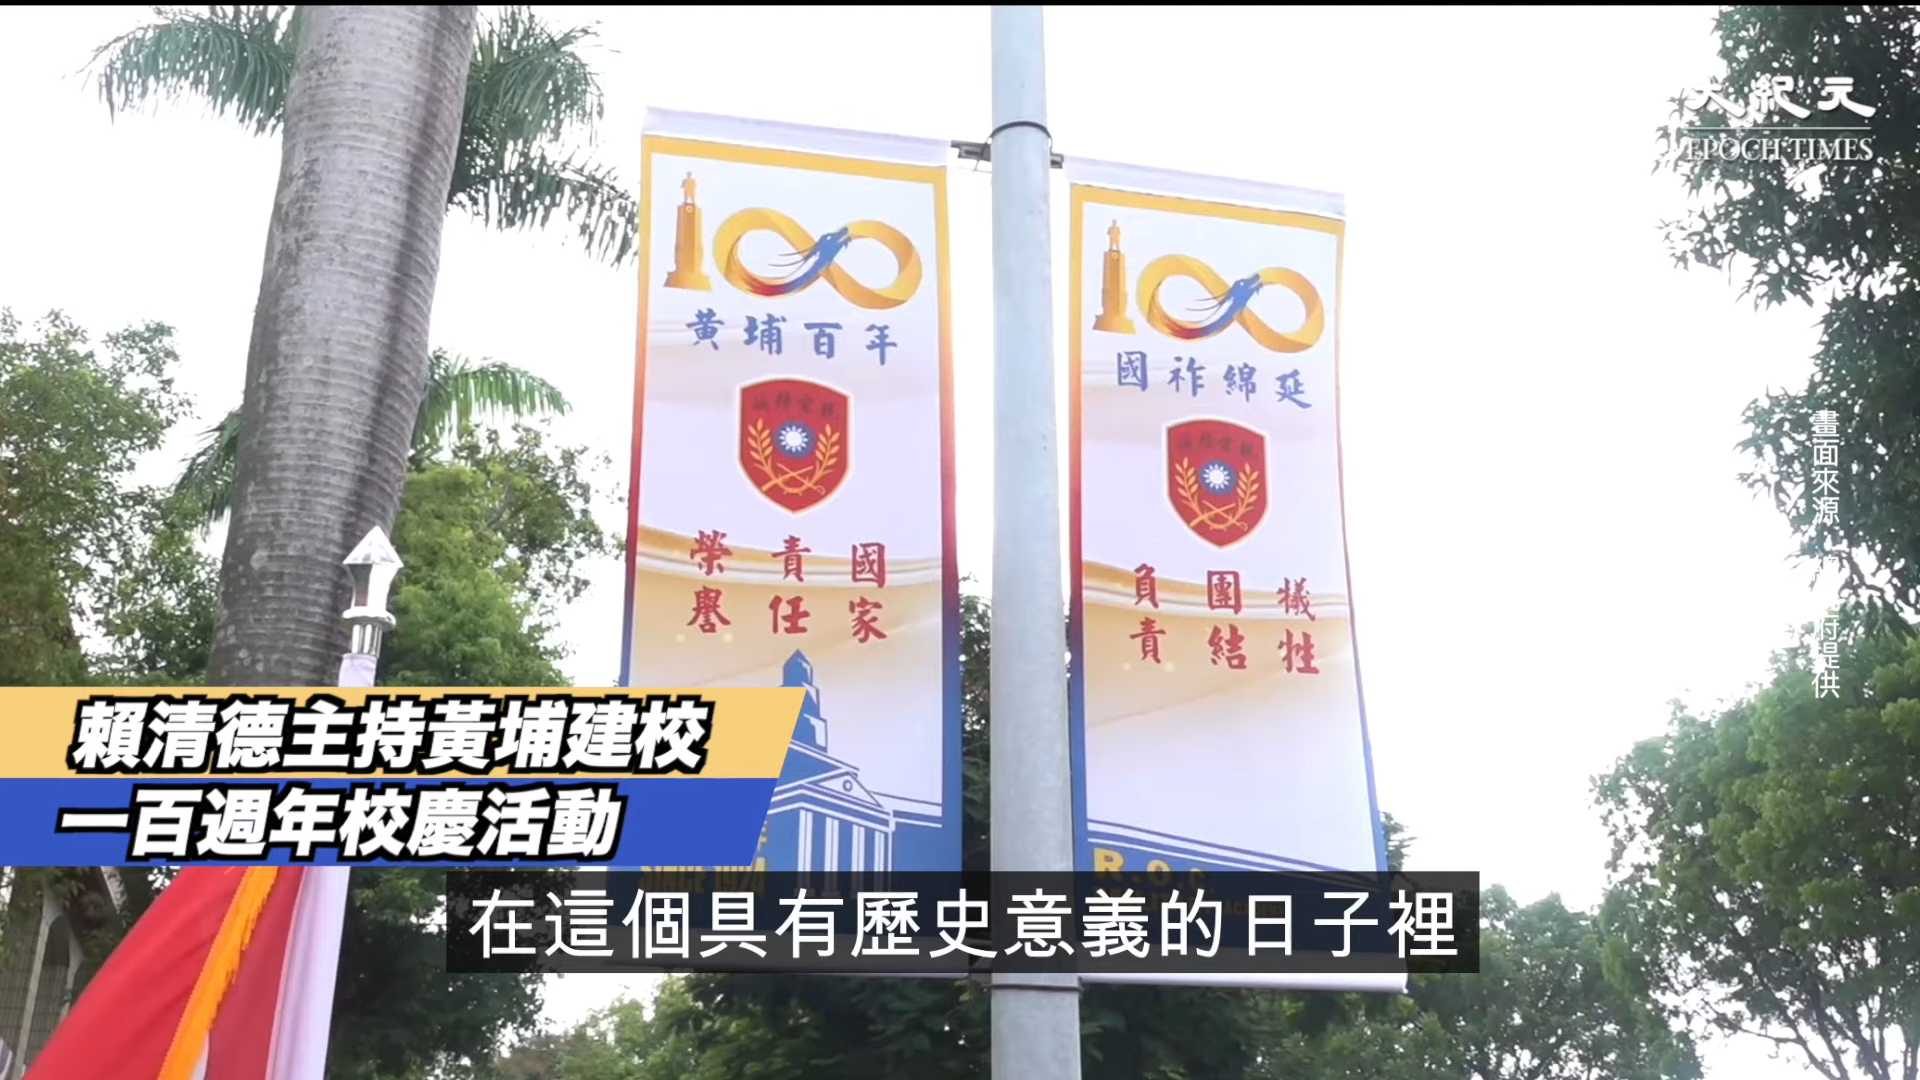 大紀元
EPOCH TIMES
黃埔百年
榮譽
責任
國家
國祚綿延
負責
團結
犧牲
R.O.C.
畫面來源
府提供
賴清德主持黃埔建校
一百週年校慶活動
在這個具有歷史意義的日子裡